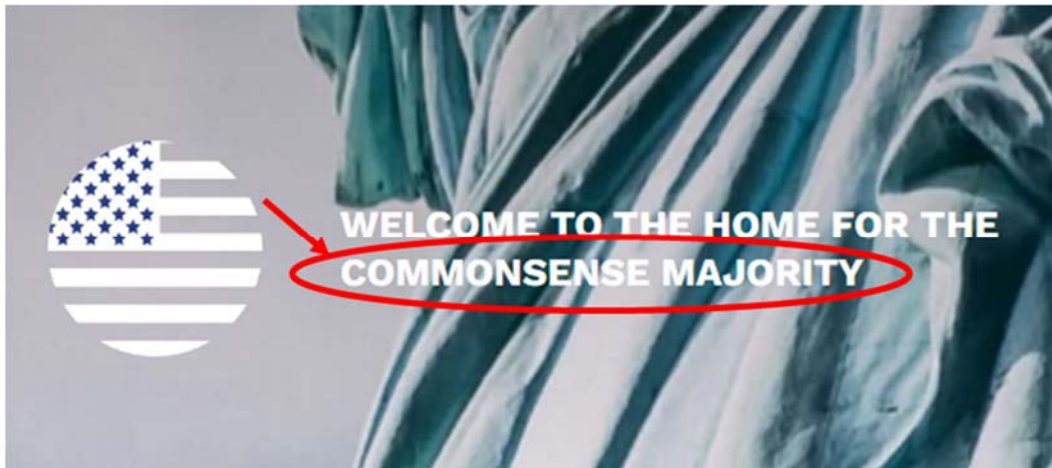 WELCOME TO THE HOME FOR THE
COMMONSENSE MAJORITY